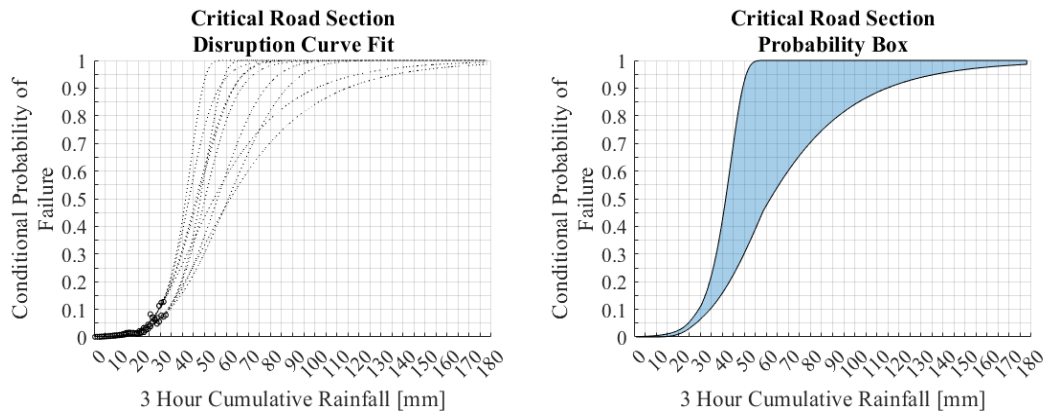 Critical Road Section
Disruption Curve Fit
1
0.9
0.8
0.7
0.6
0.5
0.4
0.3
0.2
0.1
0
Conditional Probability of
Failure
0 10 20 30 40 50 60 70 80 90 100 110 120 130 140 150 160 170 180
3 Hour Cumulative Rainfall [mm]
Critical Road Section
Probability Box
1
0.9
0.8
0.7
0.6
0.5
0.4
0.3
0.2
0.1
0
Conditional Probability of
Failure
0 10 20 30 40 50 60 70 80 90 100 110 120 130 140 150 160 170 180
3 Hour Cumulative Rainfall [mm]